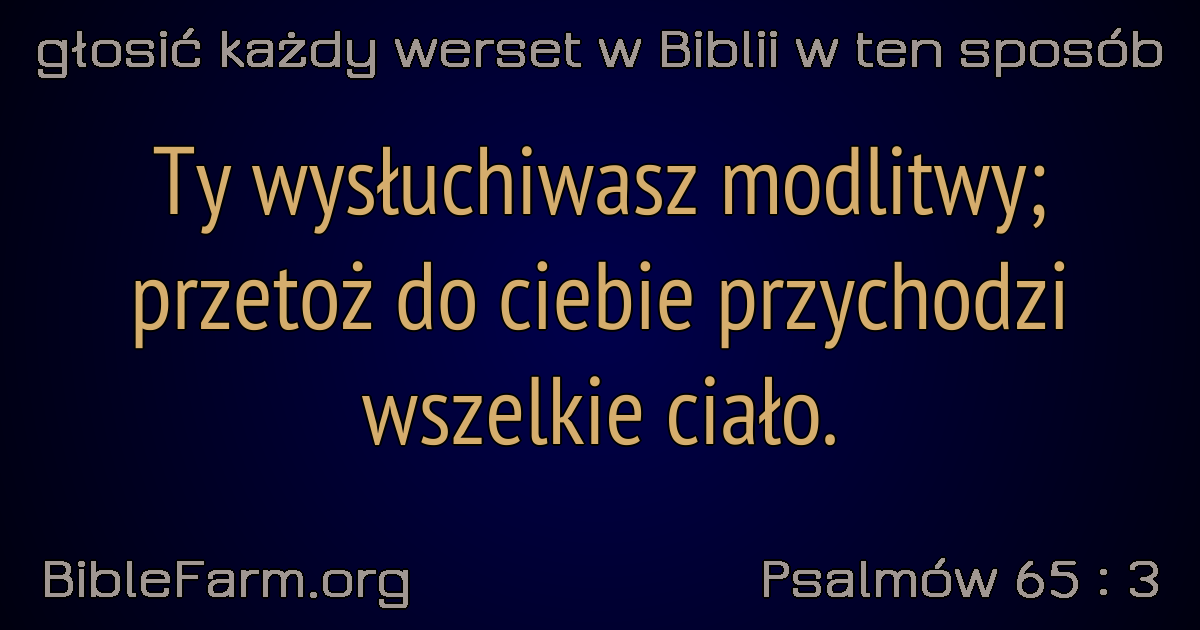 głosić każdy werset w Biblii w ten sposób
Ty wysłuchiwasz modlitwy;
przetoż do ciebie przychodzi
wszelkie ciało.
BibleFarm.org
Psalmów 65 : 3